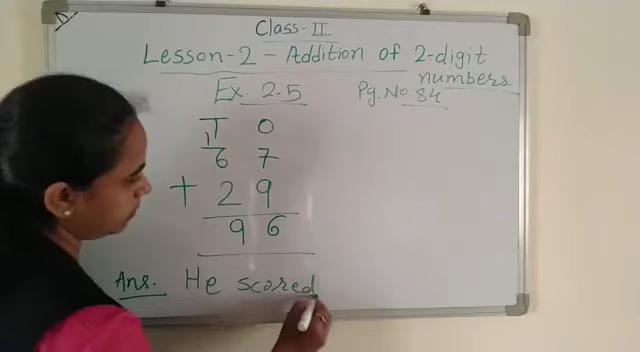 Class-II
Lesson-2 - Addition of 2-digit
numbers.
Ex. 2.5 Pg. No. 84
T O
1
6 7
+ 2 9
9 6
Ans. He scored